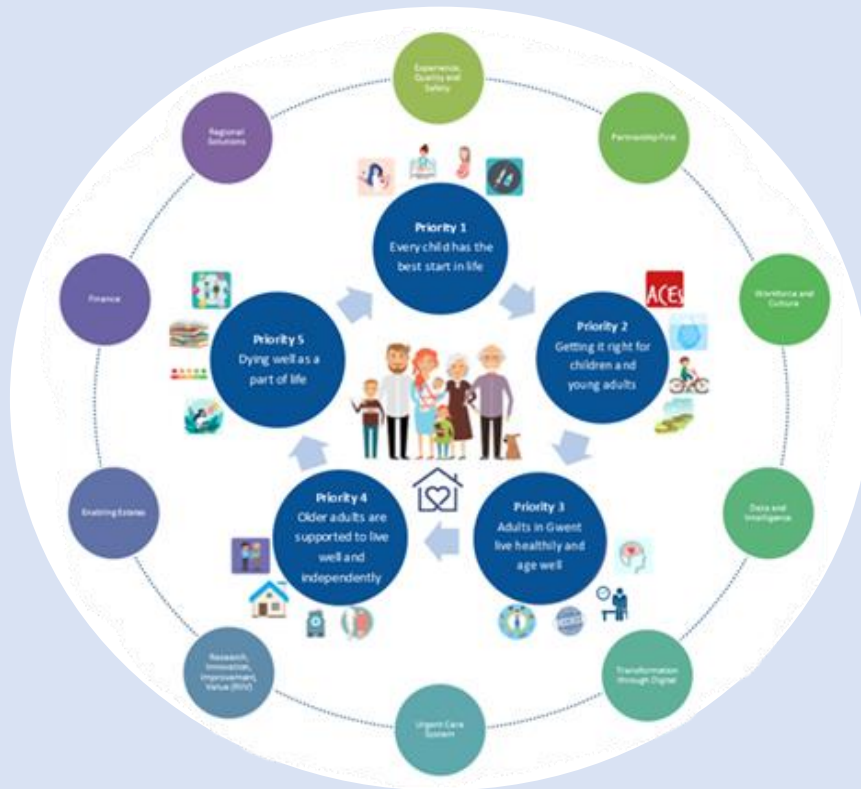 Experience,
Quality and
Safety
Regional
Solutions
Partnership First
Priority 1
Every child has the
best start in life
Finance
ACEs
Workforce and
Culture
Priority 5
Dying well as a
part of life
Priority 2
Getting it right for
children and
young adults
Priority 4
Older adults are
supported to live
well and
independently
Priority 3
Adults in Gwent
live healthily and
age well
Enabling Estates
Data and
Intelligence
Research,
Innovation,
Improvement,
Value (RIIV)
Transformation
through Digital
Urgent Care
System